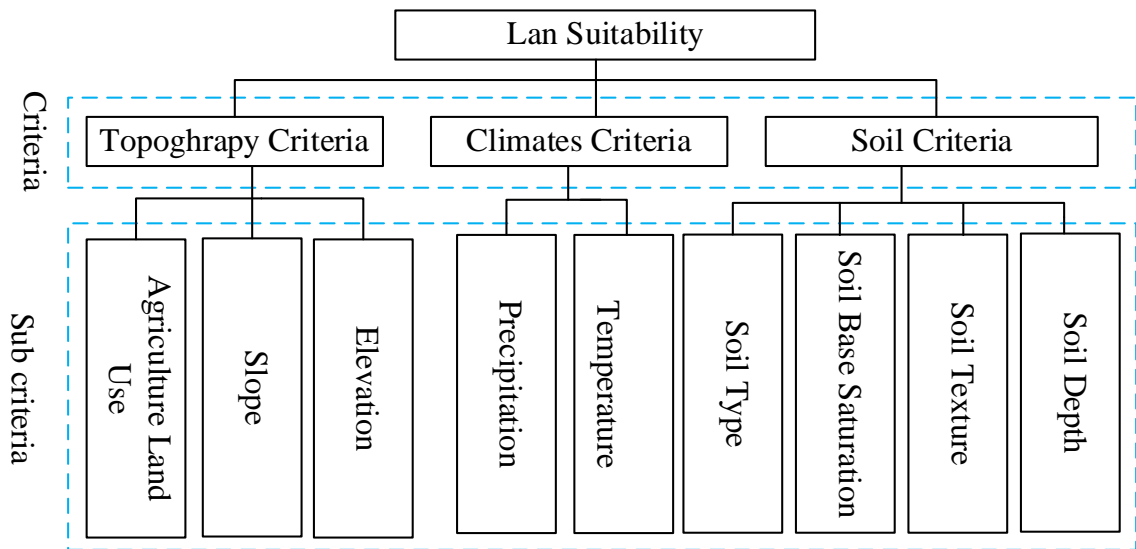 Lan Suitability
Criteria
Topoghrapy Criteria
Climates Criteria
Soil Criteria
Sub criteria
Agriculture Land
Use
Slope
Elevation
Precipitation
Temperature
Soil Type
Soil Base Saturation
Soil Texture
Soil Depth